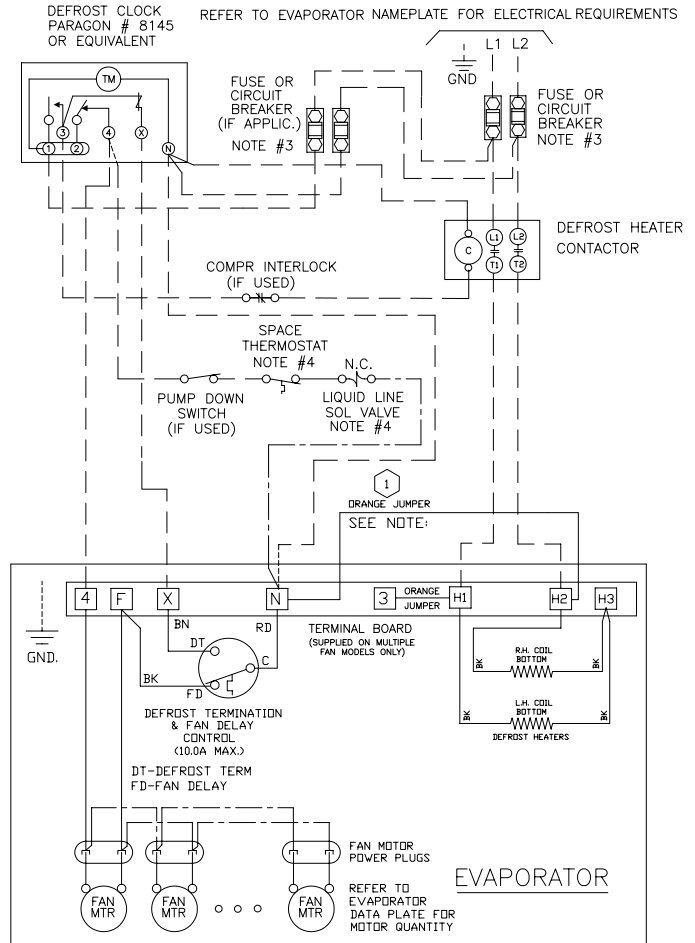 DEFROST CLOCK
PARAGON # 8145
OR EQUIVALENT
REFER TO EVAPORATOR NAMEPLATE FOR ELECTRICAL REQUIREMENTS
L1 L2
GND
TM
3
4
X
1
2
N
FUSE OR
CIRCUIT
BREAKER
(IF APPLIC.)
NOTE #3
FUSE OR
CIRCUIT
BREAKER
NOTE #3
C
L1
L2
T1
T2
DEFROST HEATER
CONTACTOR
COMPR INTERLOCK
(IF USED)
SPACE
THERMOSTAT
NOTE #4
N.C.
PUMP DOWN
SWITCH
(IF USED)
LIQUID LINE
SOL VALVE
NOTE #4
1
ORANGE JUMPER
SEE NOTE:
4
F
X
N
3
ORANGE
JUMPER
H1
H2
H3
GND.
BN
RD
DT
C
BK
FD
TERMINAL BOARD
(SUPPLIED ON MULTIPLE
FAN MODELS ONLY)
DEFROST TERMINATION
& FAN DELAY
CONTROL
(10.0A MAX.)
DT-DEFROST TERM
FD-FAN DELAY
R.H. COIL
BOTTOM
BK
BK
L.H. COIL
BOTTOM
BK
BK
DEFROST HEATERS
FAN MOTOR
POWER PLUGS
EVAPORATOR
FAN
MTR
FAN
MTR
FAN
MTR
REFER TO
EVAPORATOR
DATA PLATE FOR
MOTOR QUANTITY